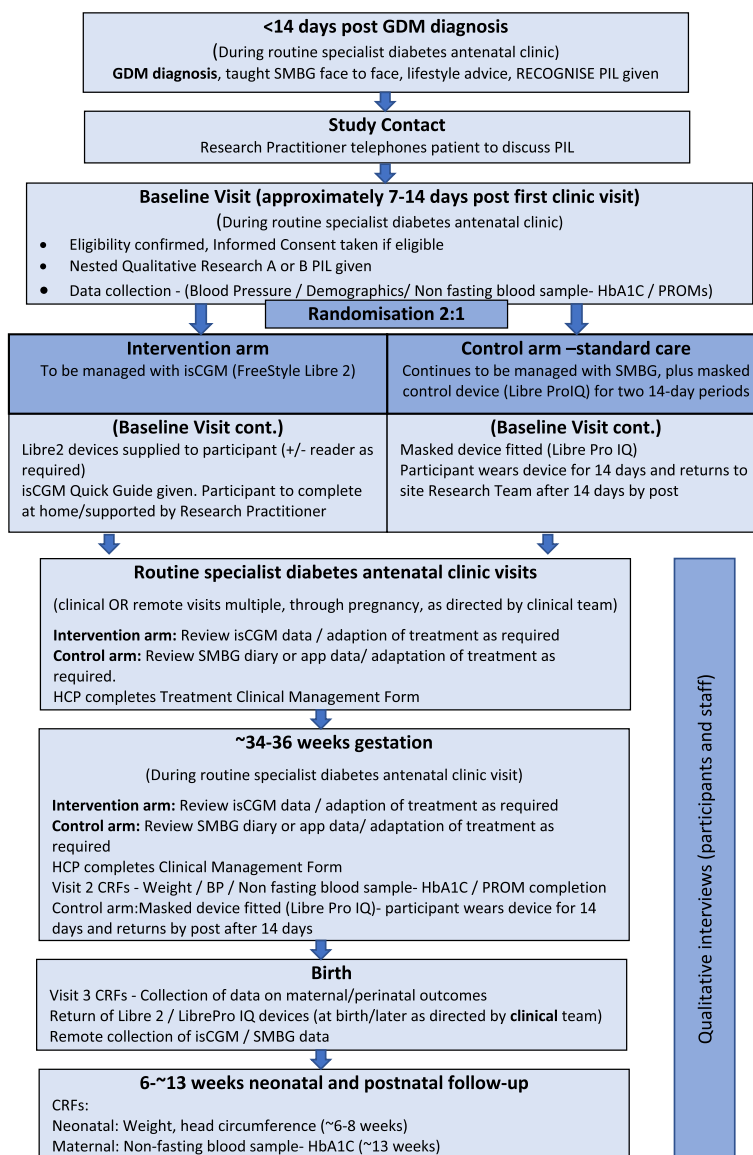 <14 days post GDM diagnosis
(During routine specialist diabetes antenatal clinic)
GDM diagnosis, taught SMBG face to face, lifestyle advice, RECOGNISE PIL given
Study Contact
Research Practitioner telephones patient to discuss PIL
Baseline Visit (approximately 7-14 days post first clinic visit)
(During routine specialist diabetes antenatal clinic)
• Eligibility confirmed, Informed Consent taken if eligible
• Nested Qualitative Research A or B PIL given
• Data collection - (Blood Pressure / Demographics/ Non fasting blood sample- HbA1C / PROMs)
Randomisation 2:1
Intervention arm
To be managed with isCGM (FreeStyle Libre 2)
Control arm –standard care
Continues to be managed with SMBG, plus masked
control device (Libre ProIQ) for two 14-day periods
(Baseline Visit cont.)
Libre2 devices supplied to participant (+/- reader as
required)
isCGM Quick Guide given. Participant to complete
at home/supported by Research Practitioner
(Baseline Visit cont.)
Masked device fitted (Libre Pro IQ)
Participant wears device for 14 days and returns to
site Research Team after 14 days by post
Routine specialist diabetes antenatal clinic visits
(clinical OR remote visits multiple, through pregnancy, as directed by clinical team)
Intervention arm: Review isCGM data / adaption of treatment as required
Control arm: Review SMBG diary or app data/ adaptation of treatment as
required.
HCP completes Treatment Clinical Management Form
~34-36 weeks gestation
(During routine specialist diabetes antenatal clinic visit)
Intervention arm: Review isCGM data / adaption of treatment as required
Control arm: Review SMBG diary or app data/ adaptation of treatment as
required
HCP completes Clinical Management Form
Visit 2 CRFs - Weight / BP / Non fasting blood sample- HbA1C / PROM completion
Control arm:Masked device fitted (Libre Pro IQ)- participant wears device for 14
days and returns by post after 14 days
Birth
Visit 3 CRFs - Collection of data on maternal/perinatal outcomes
Return of Libre 2 / LibrePro IQ devices (at birth/later as directed by clinical team)
Remote collection of isCGM / SMBG data
6-~13 weeks neonatal and postnatal follow-up
CRFs:
Neonatal: Weight, head circumference (~6-8 weeks)
Maternal: Non-fasting blood sample- HbA1C (~13 weeks)
Qualitative interviews (participants and staff)